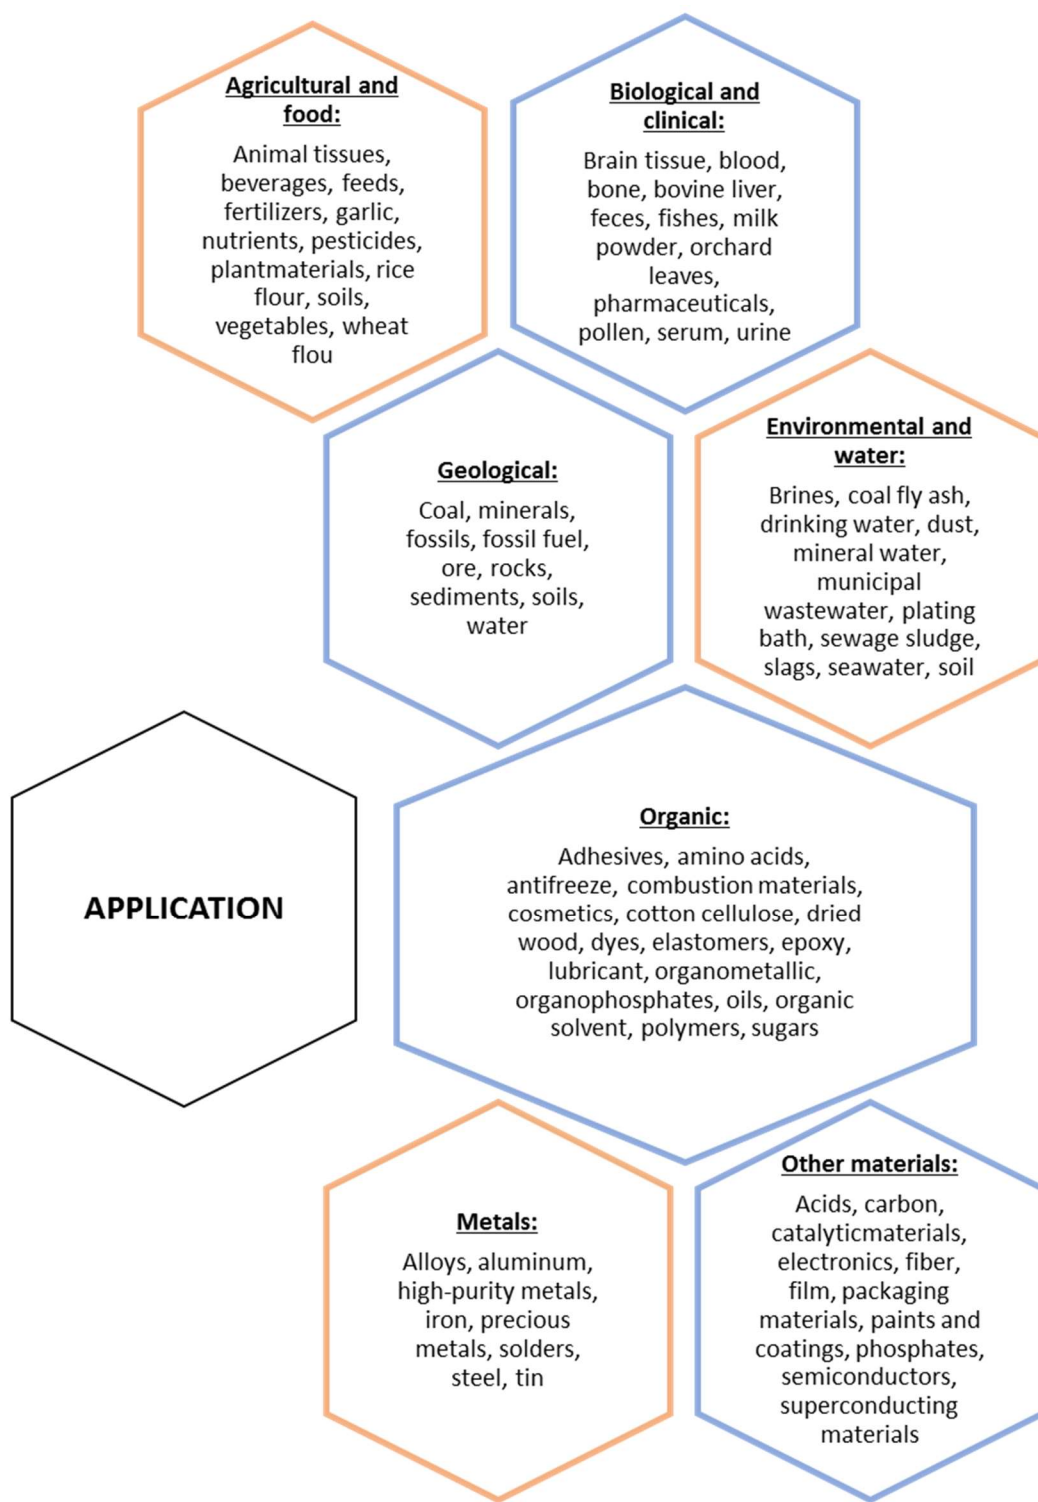 Agricultural and
food:
Animal tissues,
beverages, feeds,
fertilizers, garlic,
nutrients, pesticides,
plantmaterials, rice
flour, soils,
vegetables, wheat
flou
Biological and
clinical:
Brain tissue, blood,
bone, bovine liver,
feces, fishes, milk
powder, orchard
leaves,
pharmaceuticals,
pollen, serum, urine
Geological:
Coal, minerals,
fossils, fossil fuel,
ore, rocks,
sediments, soils,
water
Environmental and
water:
Brines, coal fly ash,
drinking water, dust,
mineral water,
municipal
wastewater, plating
bath, sewage sludge,
slags, seawater, soil
APPLICATION
Organic:
Adhesives, amino acids,
antifreeze, combustion materials,
cosmetics, cotton cellulose, dried
wood, dyes, elastomers, epoxy,
lubricant, organometallic,
organophosphates, oils, organic
solvent, polymers, sugars
Metals:
Alloys, aluminum,
high-purity metals,
iron, precious
metals, solders,
steel, tin
Other materials:
Acids, carbon,
catalyticmaterials,
electronics, fiber,
film, packaging
materials, paints and
coatings, phosphates,
semiconductors,
superconducting
materials